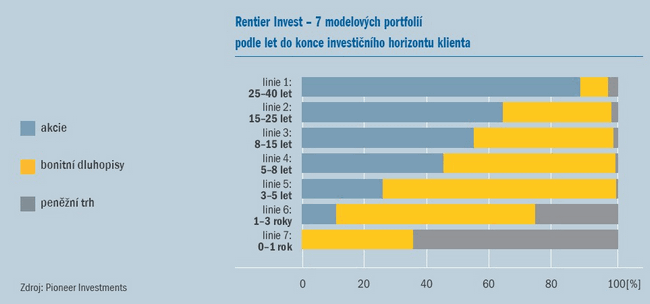 Rentier Invest – 7 modelových portfolií
podle let do konce investičního horizontu klienta
akcie
bonitní dluhopisy
peněžní trh
linie 1:
25–40 let
linie 2:
15–25 let
linie 3:
8–15 let
linie 4:
5–8 let
linie 5:
3–5 let
linie 6:
1–3 roky
linie 7:
0–1 rok
0 20 40 60 80 100[%]
Zdroj: Pioneer Investments